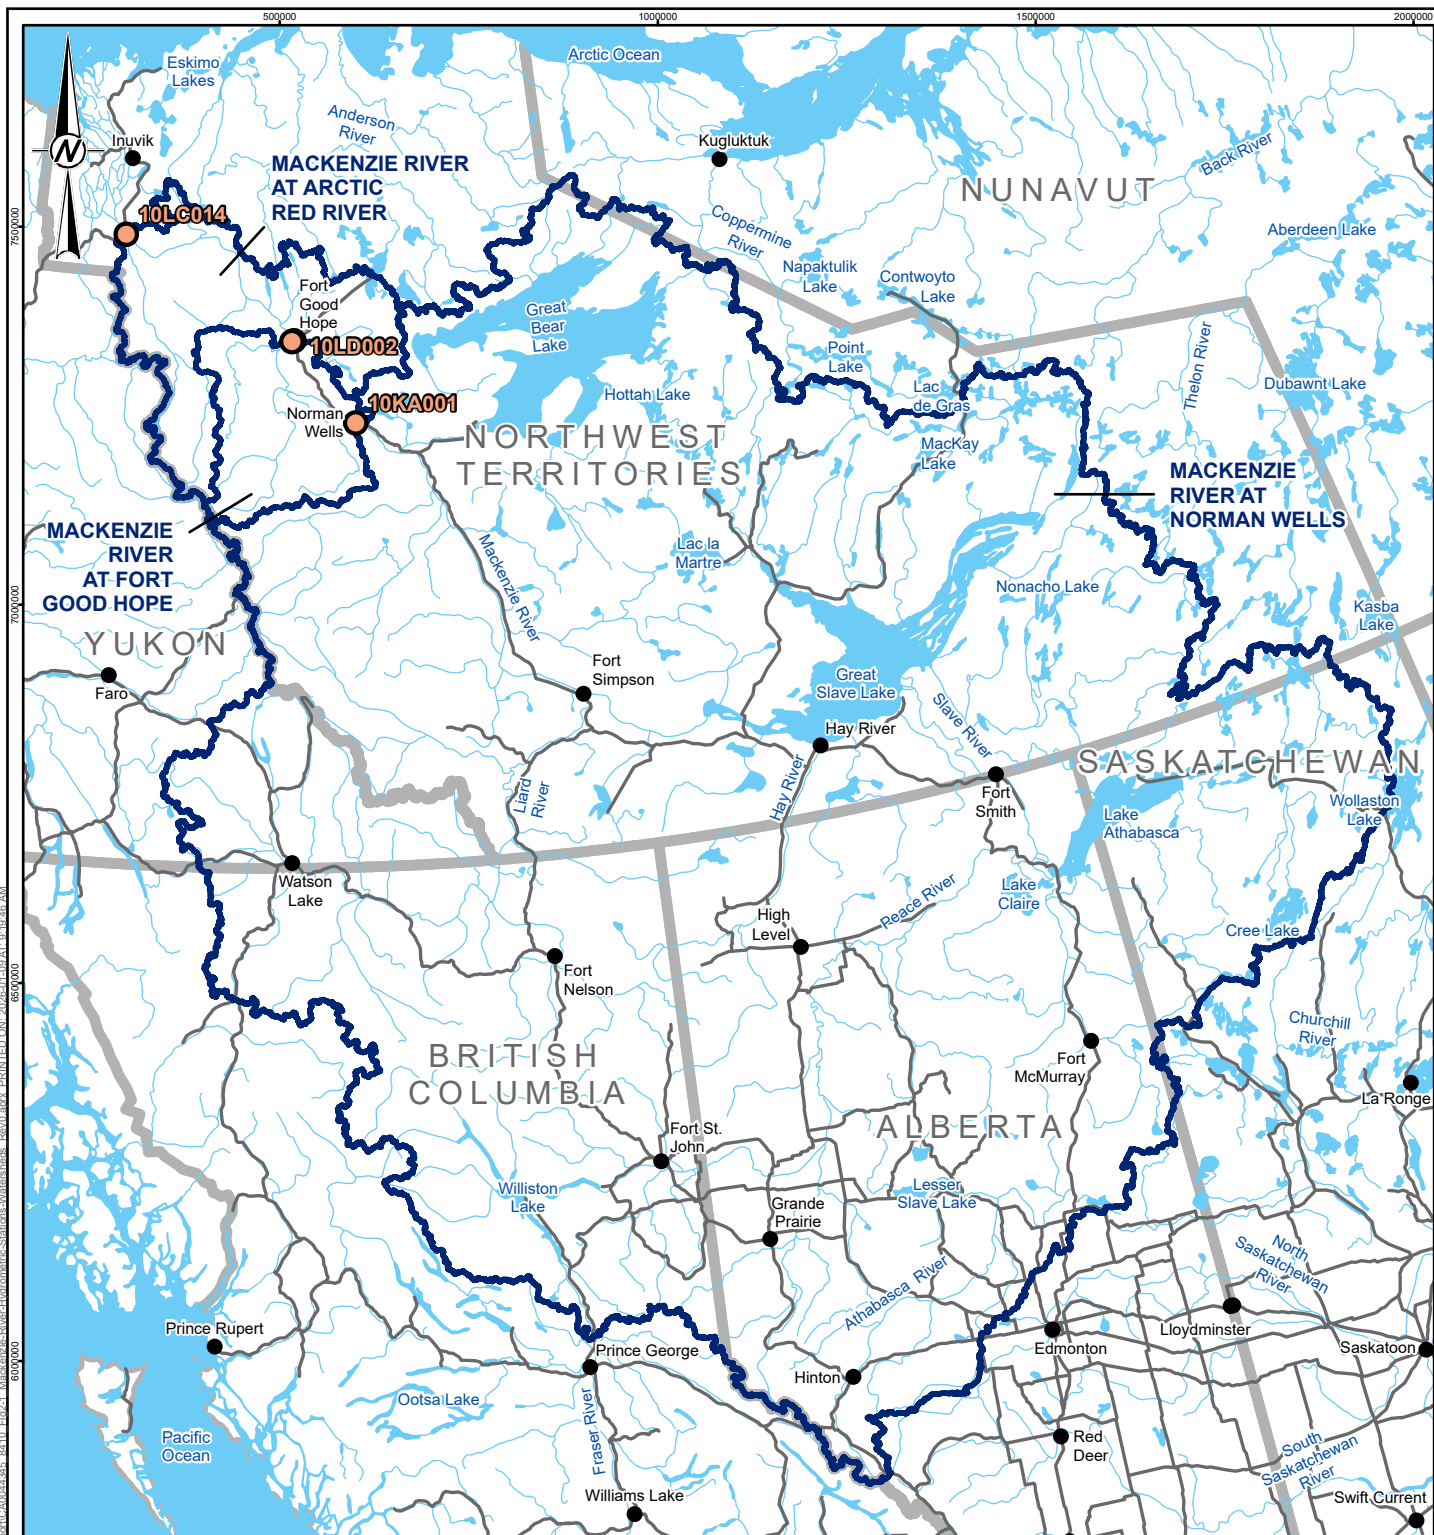 500000
1000000
1500000
2000000
Arctic Ocean
Eskimo
Lakes
Anderson
River
Inuvik
Kugluktuk
Back River
N
MACKENZIE RIVER
AT ARCTIC
RED RIVER
NUNAVUT
10LC014
Coppermine
River
7500000
Aberdeen Lake
Napaktulik
Lake
Contwoyto
Lake
Fort
Good
Hope
Great
Bear
Lake
10LD002
Point
Lake
Thelon River
Dubawnt Lake
Hottah Lake
Lac
de Gras
10KA001
Norman
Wells
NORTHWEST
TERRITORIES
MacKay
Lake
MACKENZIE
RIVER AT
NORMAN WELLS
MACKENZIE
RIVER
AT FORT
GOOD HOPE
Mackenzie River
Lac la
Martre
Nonacho Lake
7000000
Kasba
Lake
YUKON
Faro
Fort
Simpson
Great
Slave Lake
Slave River
Hay River
Hay River
Liard
River
Fort
Smith
SASKATCHEWAN
Lake
Athabasca
Wollaston
Lake
Watson
Lake
Lake
Claire
Peace River
High
Level
Cree Lake
Fort
Nelson
6500000
Churchill
River
BRITISH
COLUMBIA
Fort
McMurray
La Ronge
ALBERTA
Fort St.
John
Williston
Lake
Lesser
Slave Lake
Grande
Prairie
North
Saskatchewan
River
Athabasca River
Prince Rupert
Lloydminster
Edmonton
Saskatoon
6000000
Prince George
Hinton
Ootsa Lake
Fraser River
Pacific
Ocean
Red
Deer
South
Saskatchewan
River
Williams Lake
Swift Current